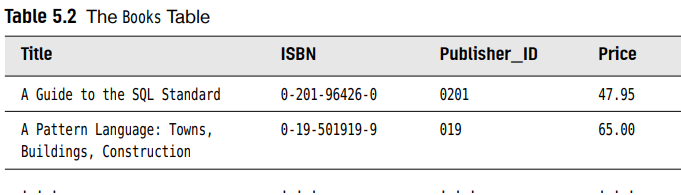 Table 5.2 The Books Table
Title ISBN Publisher_ID Price
A Guide to the SQL Standard 0-201-96426-0 0201 47.95
A Pattern Language: Towns, 0-19-501919-9 019 65.00
Buildings, Construction
. . . . . . . . . . . .